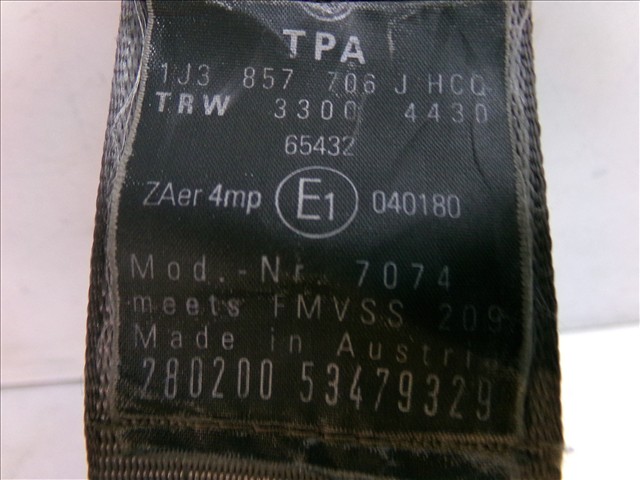 TPA
1J3 857 706 J HCQ
TRW 3300 4430
65432
ZAer 4mp E1 040180
Mod.-Nr. 7074
meets FMVSS 209
Made in Austria
280200 53479329